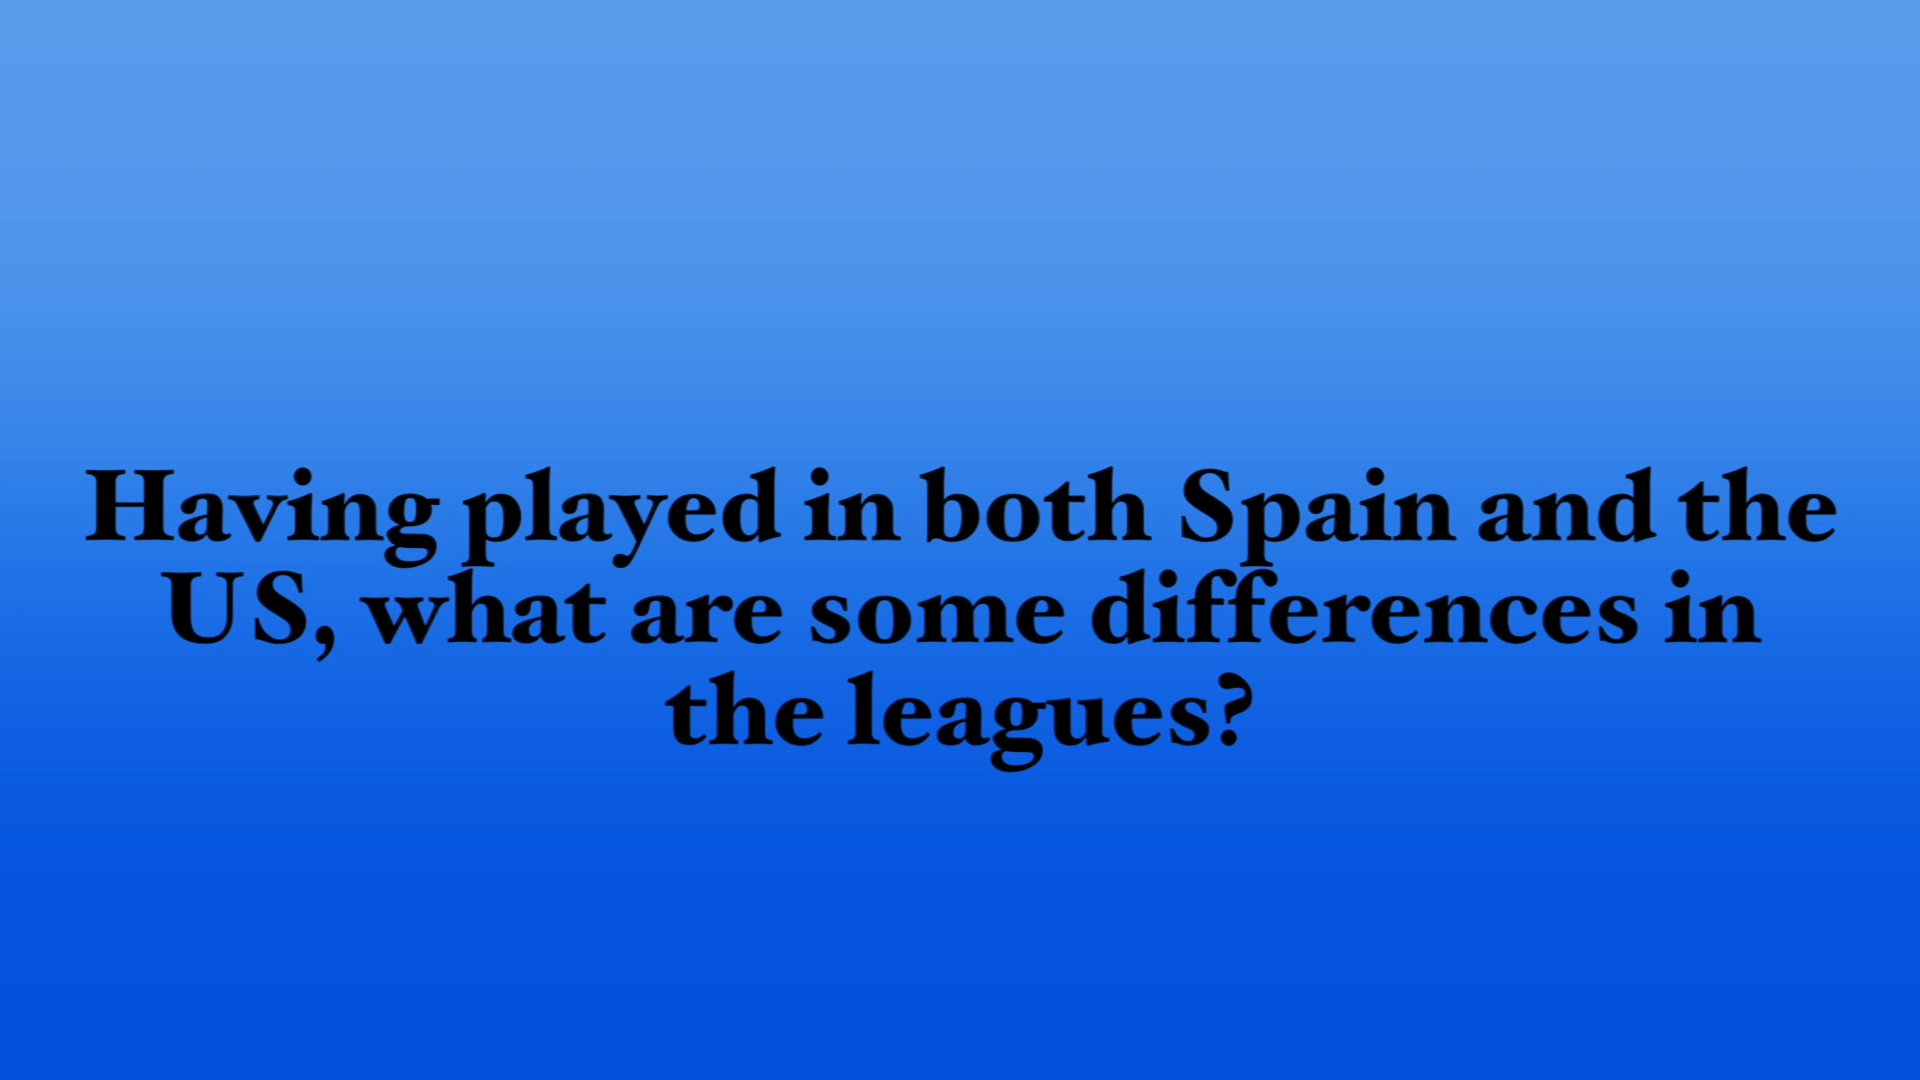 Having played in both Spain and the
US, what are some differences in
the leagues?